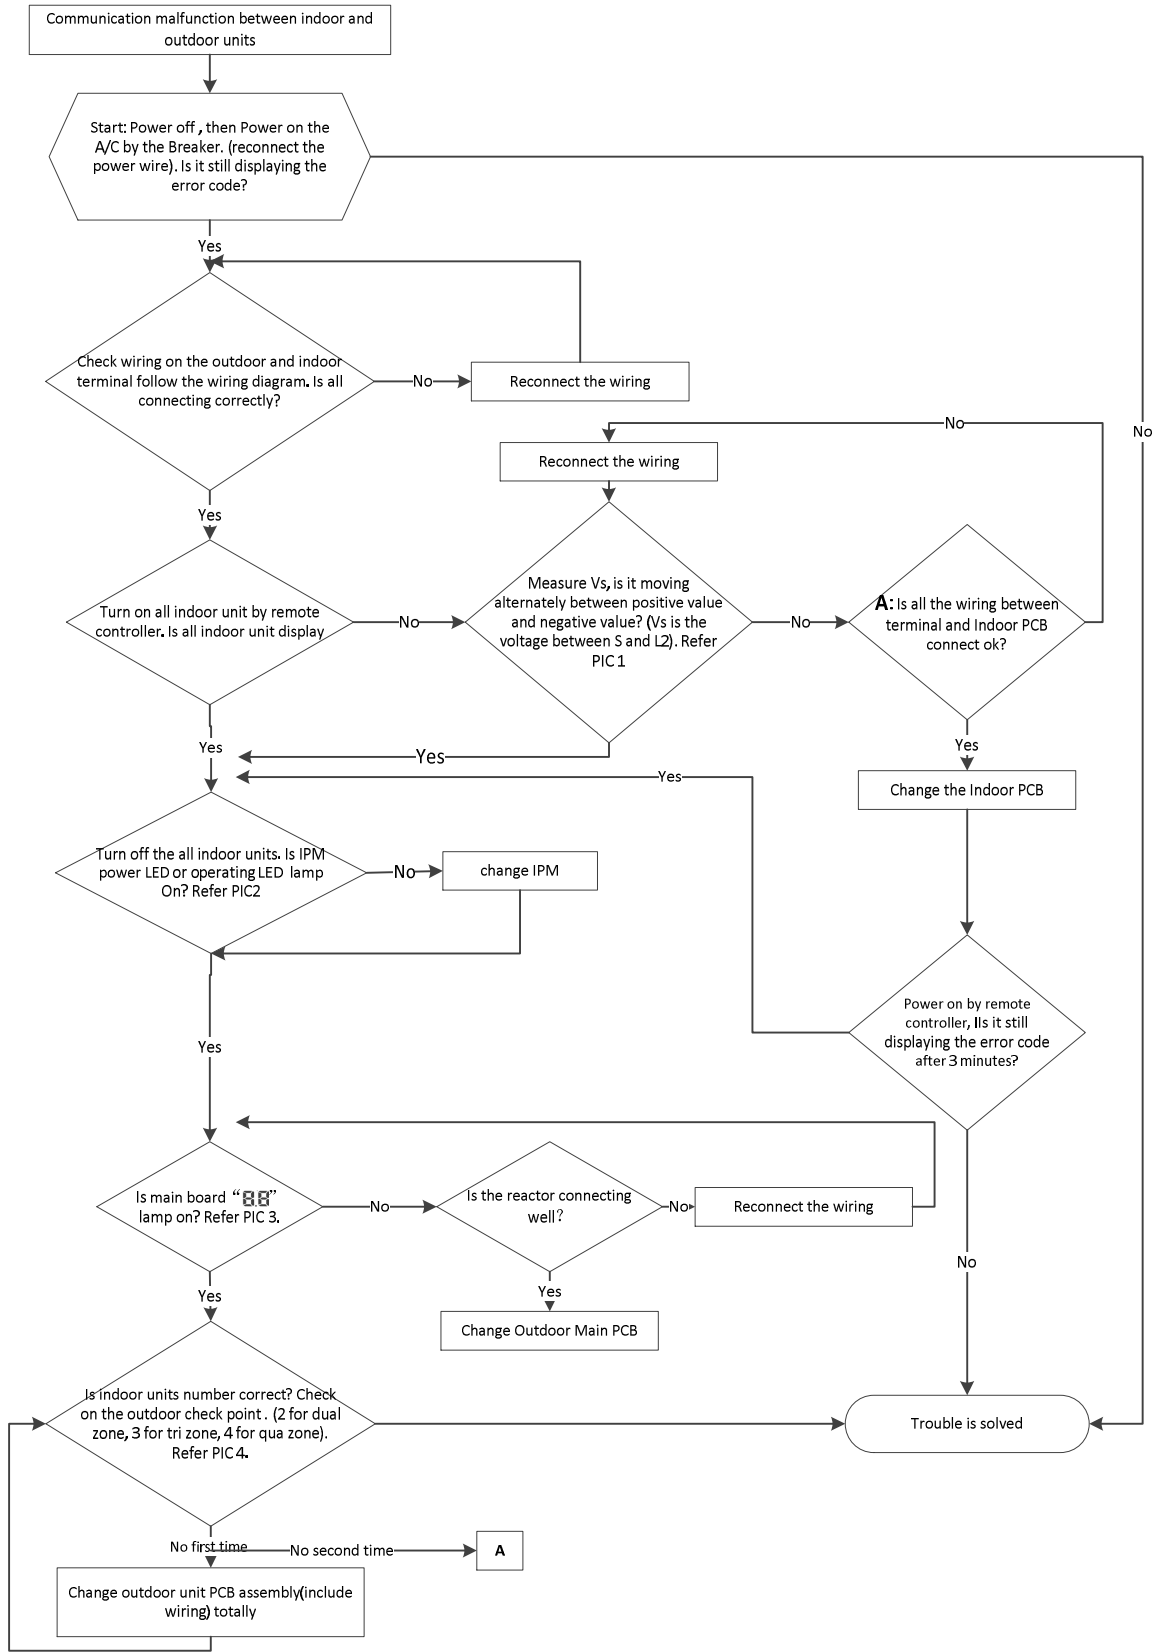 Communication malfunction between indoor and
outdoor units
Start: Power off , then Power on the
A/C by the Breaker. (reconnect the
power wire). Is it still displaying the
error code?
Yes
No
Check wiring on the outdoor and indoor
terminal follow the wiring diagram. Is all
connecting correctly?
No
Reconnect the wiring
Yes
No
Reconnect the wiring
Turn on all indoor unit by remote
controller. Is all indoor unit display
No
Measure Vs, is it moving
alternately between positive value
and negative value? (Vs is the
voltage between S and L2). Refer
PIC 1
No
A: Is all the wiring between
terminal and Indoor PCB
connect ok?
Yes
Yes
Yes
Yes
Change the Indoor PCB
Turn off the all indoor units. Is IPM
power LED or operating LED lamp
On? Refer PIC2
No
change IPM
Power on by remote
controller, IIs it still
displaying the error code
after 3 minutes?
Yes
Is main board “8.8”
lamp on? Refer PIC 3.
No
Is the reactor connecting
well?
No
Reconnect the wiring
No
Yes
Yes
Change Outdoor Main PCB
Is indoor units number correct? Check
on the outdoor check point . (2 for dual
zone, 3 for tri zone, 4 for qua zone).
Refer PIC 4.
Trouble is solved
No first time
No second time
A
Change outdoor unit PCB assembly(include
wiring) totally